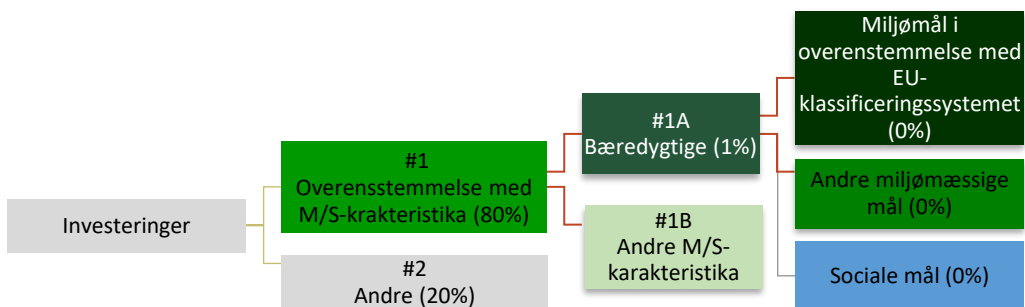 Investeringer
#1
Overensstemmelse med
M/S-krakteristika (80%)
#2
Andre (20%)
#1A
Bæredygtige (1%)
#1B
Andre M/S-
karakteristika
Miljømål i
overenstemmelse med
EU-
klassificeringssystemet
(0%)
Andre miljømæssige
mål (0%)
Sociale mål (0%)